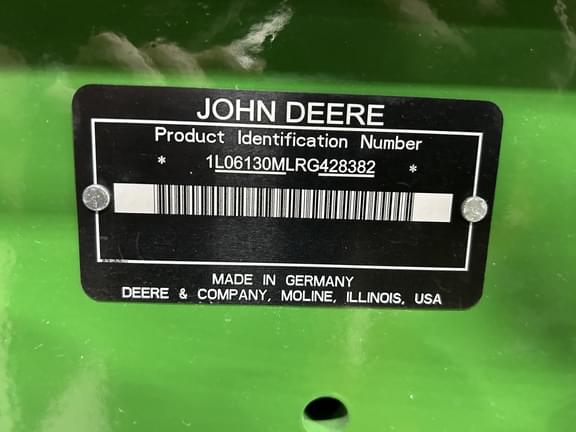 JOHN DEERE
Product Identification Number
* 1L06130MLRG428382 *
MADE IN GERMANY
DEERE & COMPANY, MOLINE, ILLINOIS, USA